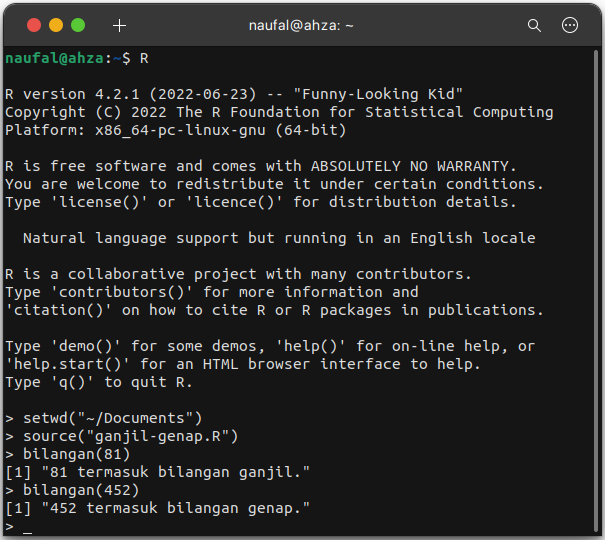 naufal@ahza: ~
naufal@ahza:~$ R
R version 4.2.1 (2022-06-23) -- "Funny-Looking Kid"
Copyright (C) 2022 The R Foundation for Statistical Computing
Platform: x86_64-pc-linux-gnu (64-bit)
R is free software and comes with ABSOLUTELY NO WARRANTY.
You are welcome to redistribute it under certain conditions.
Type 'license()' or 'licence()' for distribution details.
Natural language support but running in an English locale
R is a collaborative project with many contributors.
Type 'contributors()' for more information and
'citation()' on how to cite R or R packages in publications.
Type 'demo()' for some demos, 'help()' for on-line help, or
'help.start()' for an HTML browser interface to help.
Type 'q()' to quit R.
> setwd("~/Documents")
> source("ganjil-genap.R")
> bilangan(81)
[1] "81 termasuk bilangan ganjil."
> bilangan(452)
[1] "452 termasuk bilangan genap."
> _